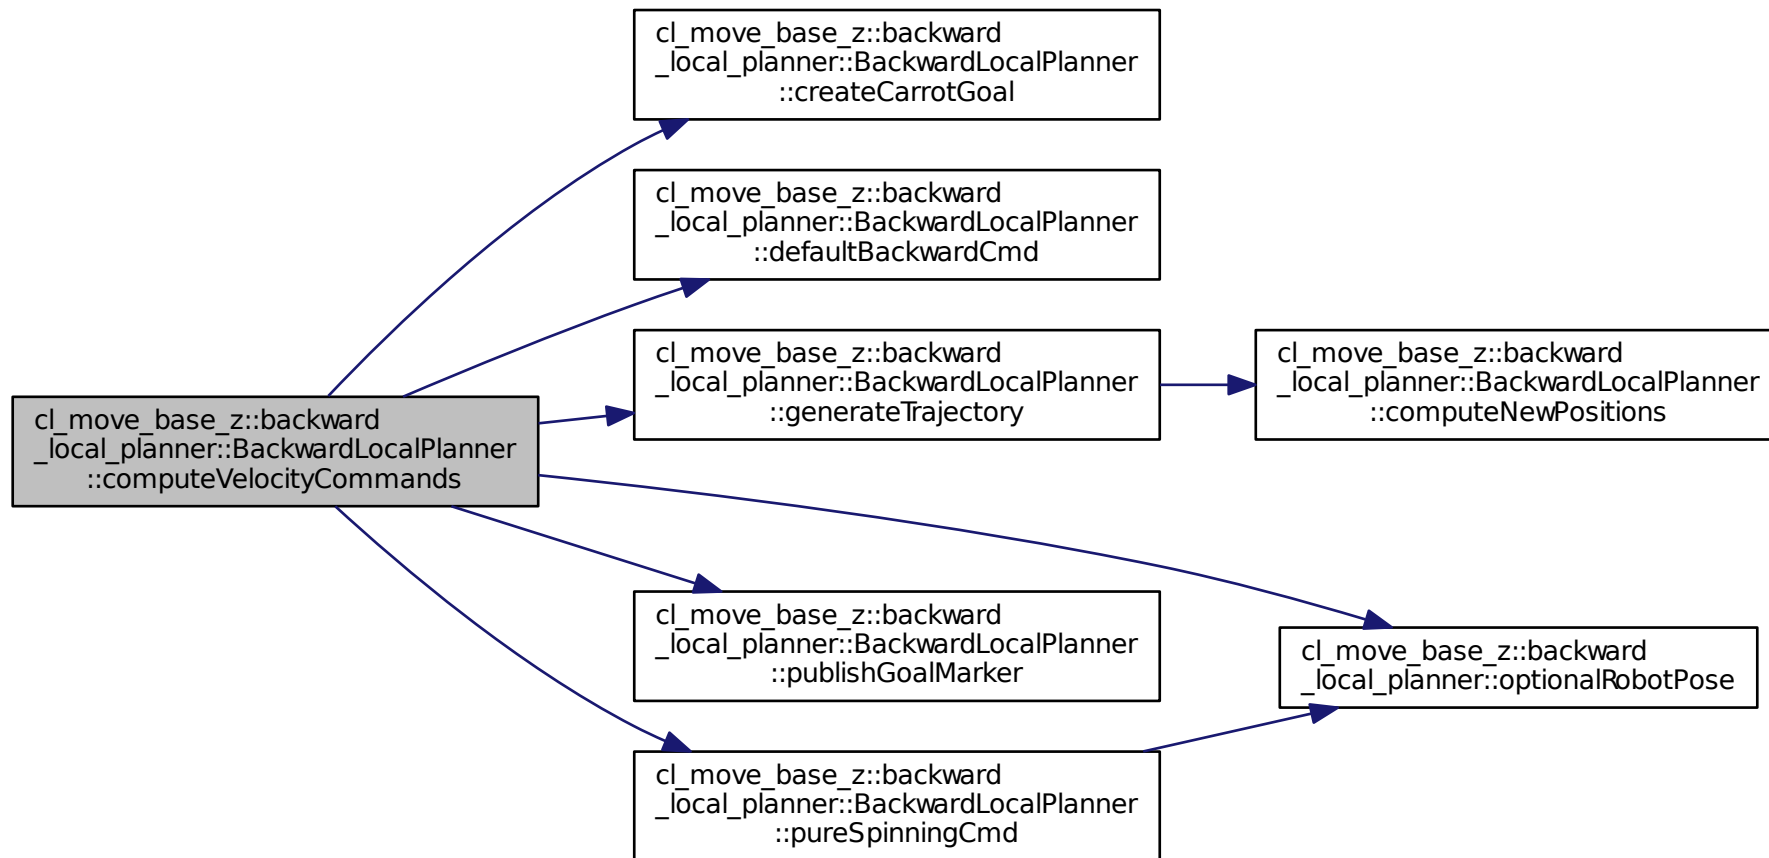 cl_move_base_z::backward
_local_planner::BackwardLocalPlanner
::createCarrotGoal
cl_move_base_z::backward
_local_planner::BackwardLocalPlanner
::defaultBackwardCmd
cl_move_base_z::backward
_local_planner::BackwardLocalPlanner
::generateTrajectory
cl_move_base_z::backward
_local_planner::BackwardLocalPlanner
::computeNewPositions
cl_move_base_z::backward
_local_planner::BackwardLocalPlanner
::computeVelocityCommands
cl_move_base_z::backward
_local_planner::BackwardLocalPlanner
::publishGoalMarker
cl_move_base_z::backward
_local_planner::optionalRobotPose
cl_move_base_z::backward
_local_planner::BackwardLocalPlanner
::pureSpinningCmd